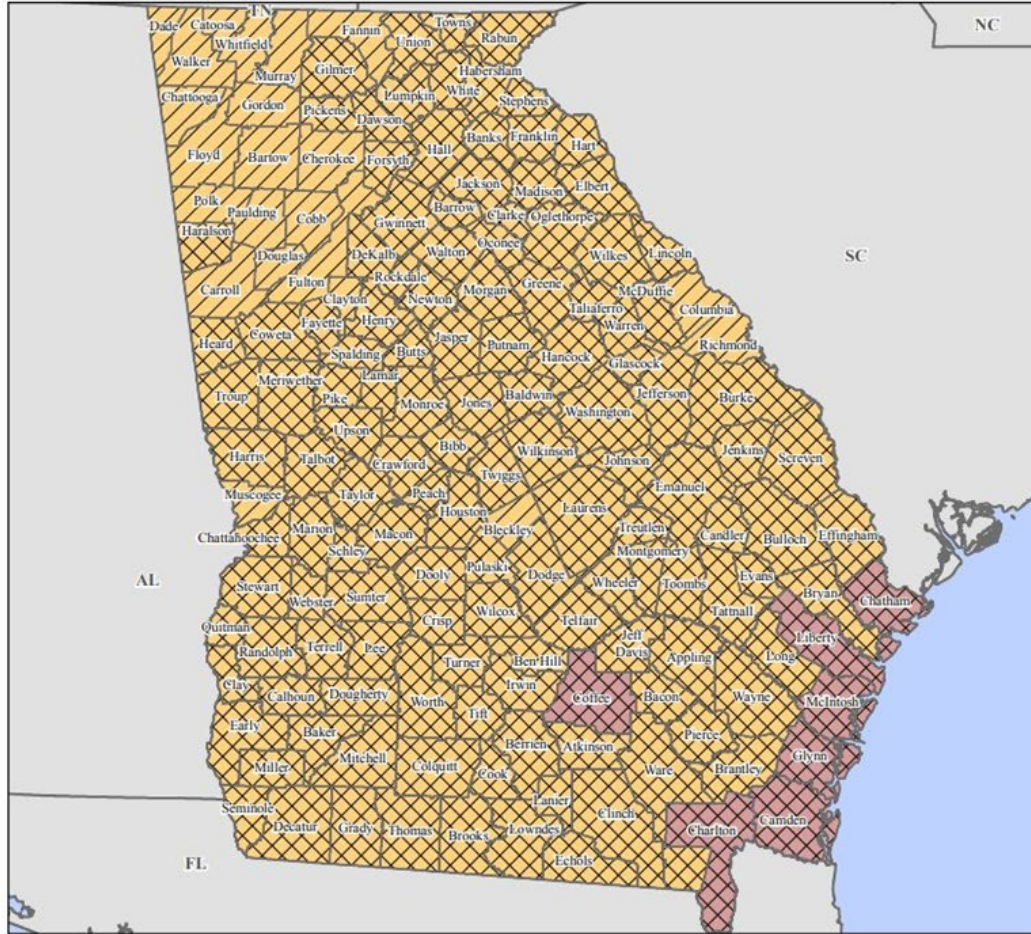 TN
NC
Dade
Catoosa
Whitfield
Fannin
Towns
Union
Rabun
Walker
Murray
Gilmer
Habersham
White
Lumpkin
Stephens
Chattooga
Gordon
Pickens
Dawson
Floyd
Bartow
Cherokee
Forsyth
Hall
Banks
Franklin
Hart
Jackson
Madison
Elbert
Polk
Paulding
Cobb
Gwinnett
Barrow
Clarke
Oglethorpe
Haralson
Douglas
DeKalb
Walton
Oconee
Wilkes
Lincoln
SC
Carroll
Fulton
Clayton
Rockdale
Newton
Morgan
Greene
Taliaferro
McDuffie
Columbia
Heard
Coweta
Fayette
Henry
Warren
Richmond
Spalding
Butts
Jasper
Putnam
Hancock
Glascock
Troup
Meriwether
Lamar
Pike
Monroe
Jones
Baldwin
Washington
Jefferson
Burke
Upson
Harris
Talbot
Crawford
Bibb
Twiggs
Wilkinson
Johnson
Jenkins
Screven
Muscogee
Taylor
Peach
Houston
Laurens
Emanuel
Chattahoochee
Marion
Schley
Macon
Bleckley
Treutlen
Candler
Bulloch
Effingham
Montgomery
AL
Stewart
Webster
Sumter
Dooly
Pulaski
Dodge
Wheeler
Toombs
Evans
Bryan
Chatham
Quitman
Crisp
Wilcox
Telfair
Tattnall
Liberty
Randolph
Terrell
Lee
Turner
Ben Hill
Jeff
Davis
Appling
Long
Clay
Calhoun
Dougherty
Worth
Tift
Irwin
Coffee
Bacon
Wayne
McIntosh
Early
Baker
Mitchell
Berrien
Atkinson
Pierce
Glynn
Miller
Colquitt
Cook
Ware
Brantley
Seminole
Decatur
Grady
Thomas
Brooks
Lanier
Lowndes
Clinch
Charlton
Camden
Echols
FL